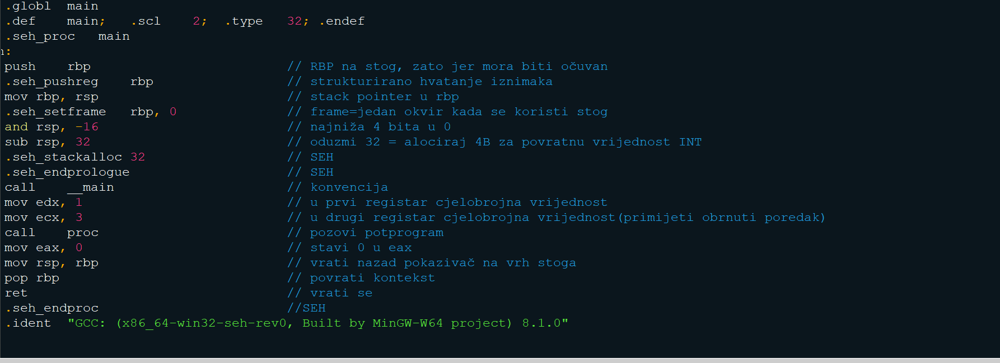 .globl main
.def main; .scl 2; .type 32; .endef
.seh_proc main
:
push rbp // RBP na stog, zato jer mora biti očuvan
.seh_pushreg rbp // strukturirano hvatanje iznimaka
mov rbp, rsp // stack pointer u rbp
.seh_setframe rbp, 0 // frame=jedan okvir kada se koristi stog
and rsp, -16 // najniža 4 bita u 0
sub rsp, 32 // oduzmi 32 = alociraj 4B za povratnu vrijednost INT
.seh_stackalloc 32 // SEH
.seh_endprologue // SEH
call __main // konvencija
mov edx, 1 // u prvi registar cjelobrojna vrijednost
mov ecx, 3 // u drugi registar cjelobrojna vrijednost(primijeti obrnuti poredak)
call proc // pozovi potprogram
mov eax, 0 // stavi 0 u eax
mov rsp, rbp // vrati nazad pokazivač na vrh stoga
pop rbp // povrati kontekst
ret // vrati se
.seh_endproc //SEH
.ident "GCC: (x86_64-win32-seh-rev0, Built by MinGW-W64 project) 8.1.0"